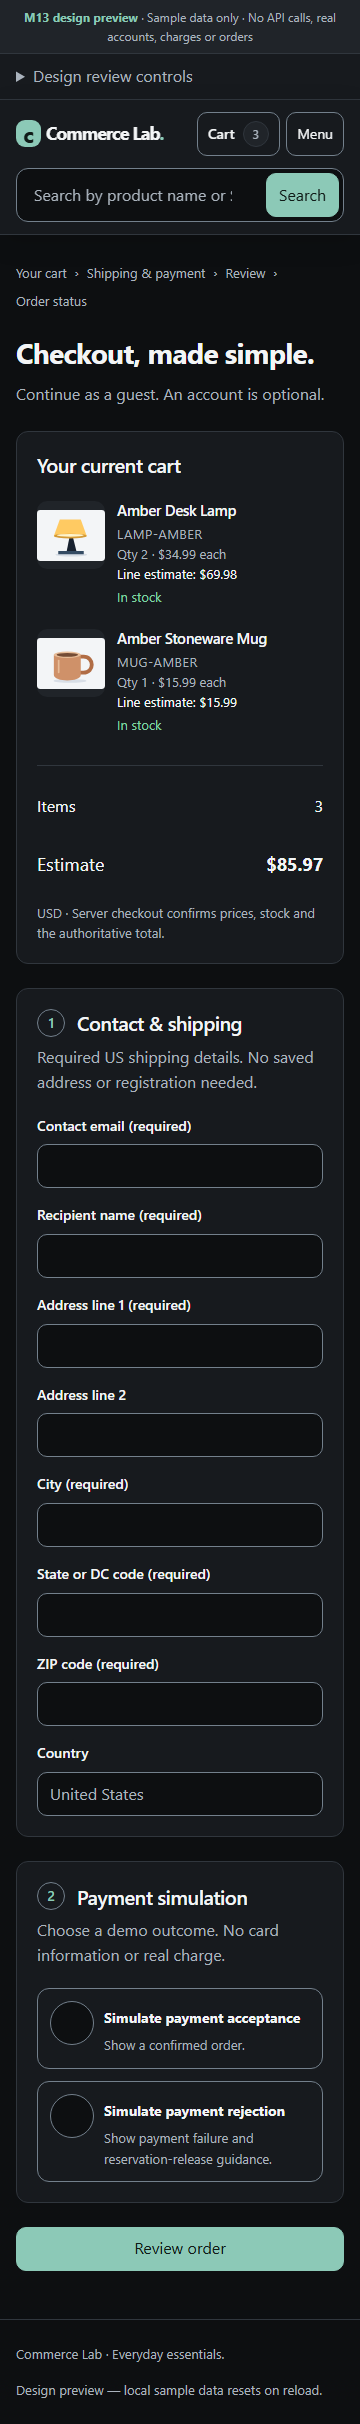 M13 design preview · Sample data only · No API calls, real
accounts, charges or orders
▶ Design review controls
c Commerce Lab.
Cart 3
Menu
Search by product name or
Search
Your cart › Shipping & payment › Review ›
Order status
Checkout, made simple.
Continue as a guest. An account is optional.
Your current cart
Amber Desk Lamp
LAMP-AMBER
Qty 2 · $34.99 each
Line estimate: $69.98
In stock
Amber Stoneware Mug
MUG-AMBER
Qty 1 · $15.99 each
Line estimate: $15.99
In stock
Items 3
Estimate $85.97
USD · Server checkout confirms prices, stock and
the authoritative total.
1 Contact & shipping
Required US shipping details. No saved
address or registration needed.
Contact email (required)
Recipient name (required)
Address line 1 (required)
Address line 2
City (required)
State or DC code (required)
ZIP code (required)
Country
United States
2 Payment simulation
Choose a demo outcome. No card
information or real charge.
Simulate payment acceptance
Show a confirmed order.
Simulate payment rejection
Show payment failure and
reservation-release guidance.
Review order
Commerce Lab · Everyday essentials.
Design preview — local sample data resets on reload.